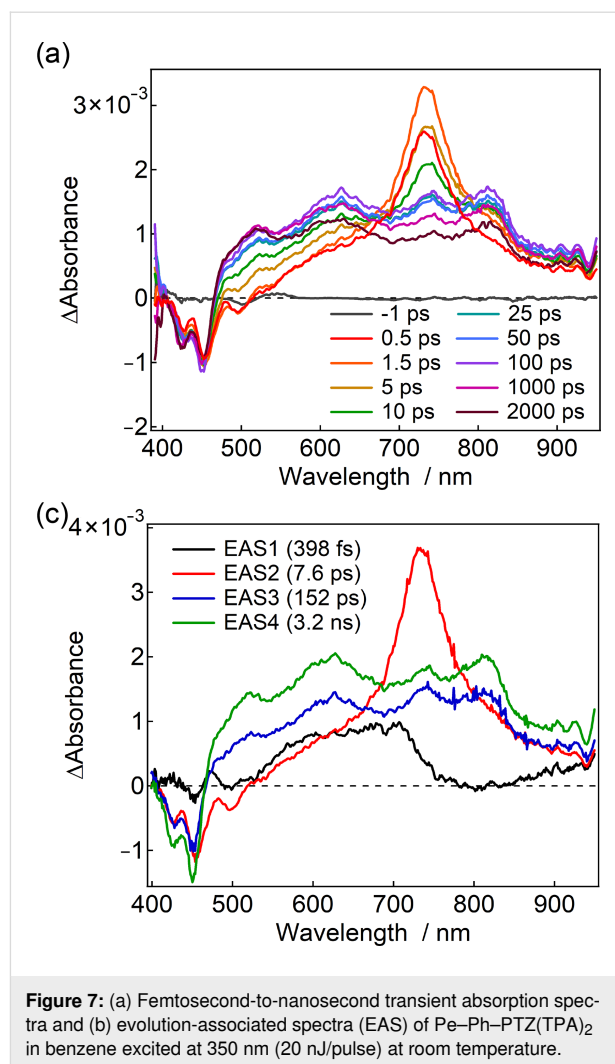 (a)
3×10⁻³
2
1
0
−1
−2
ΔAbsorbance
-1 ps
0.5 ps
1.5 ps
5 ps
10 ps
25 ps
50 ps
100 ps
1000 ps
2000 ps
400 500 600 700 800 900
Wavelength / nm
(c)
4×10⁻³
3
2
1
0
−1
ΔAbsorbance
EAS1 (398 fs)
EAS2 (7.6 ps)
EAS3 (152 ps)
EAS4 (3.2 ns)
400 500 600 700 800 900
Wavelength / nm
Figure 7: (a) Femtosecond-to-nanosecond transient absorption spec-
tra and (b) evolution-associated spectra (EAS) of Pe–Ph–PTZ(TPA)₂
in benzene excited at 350 nm (20 nJ/pulse) at room temperature.